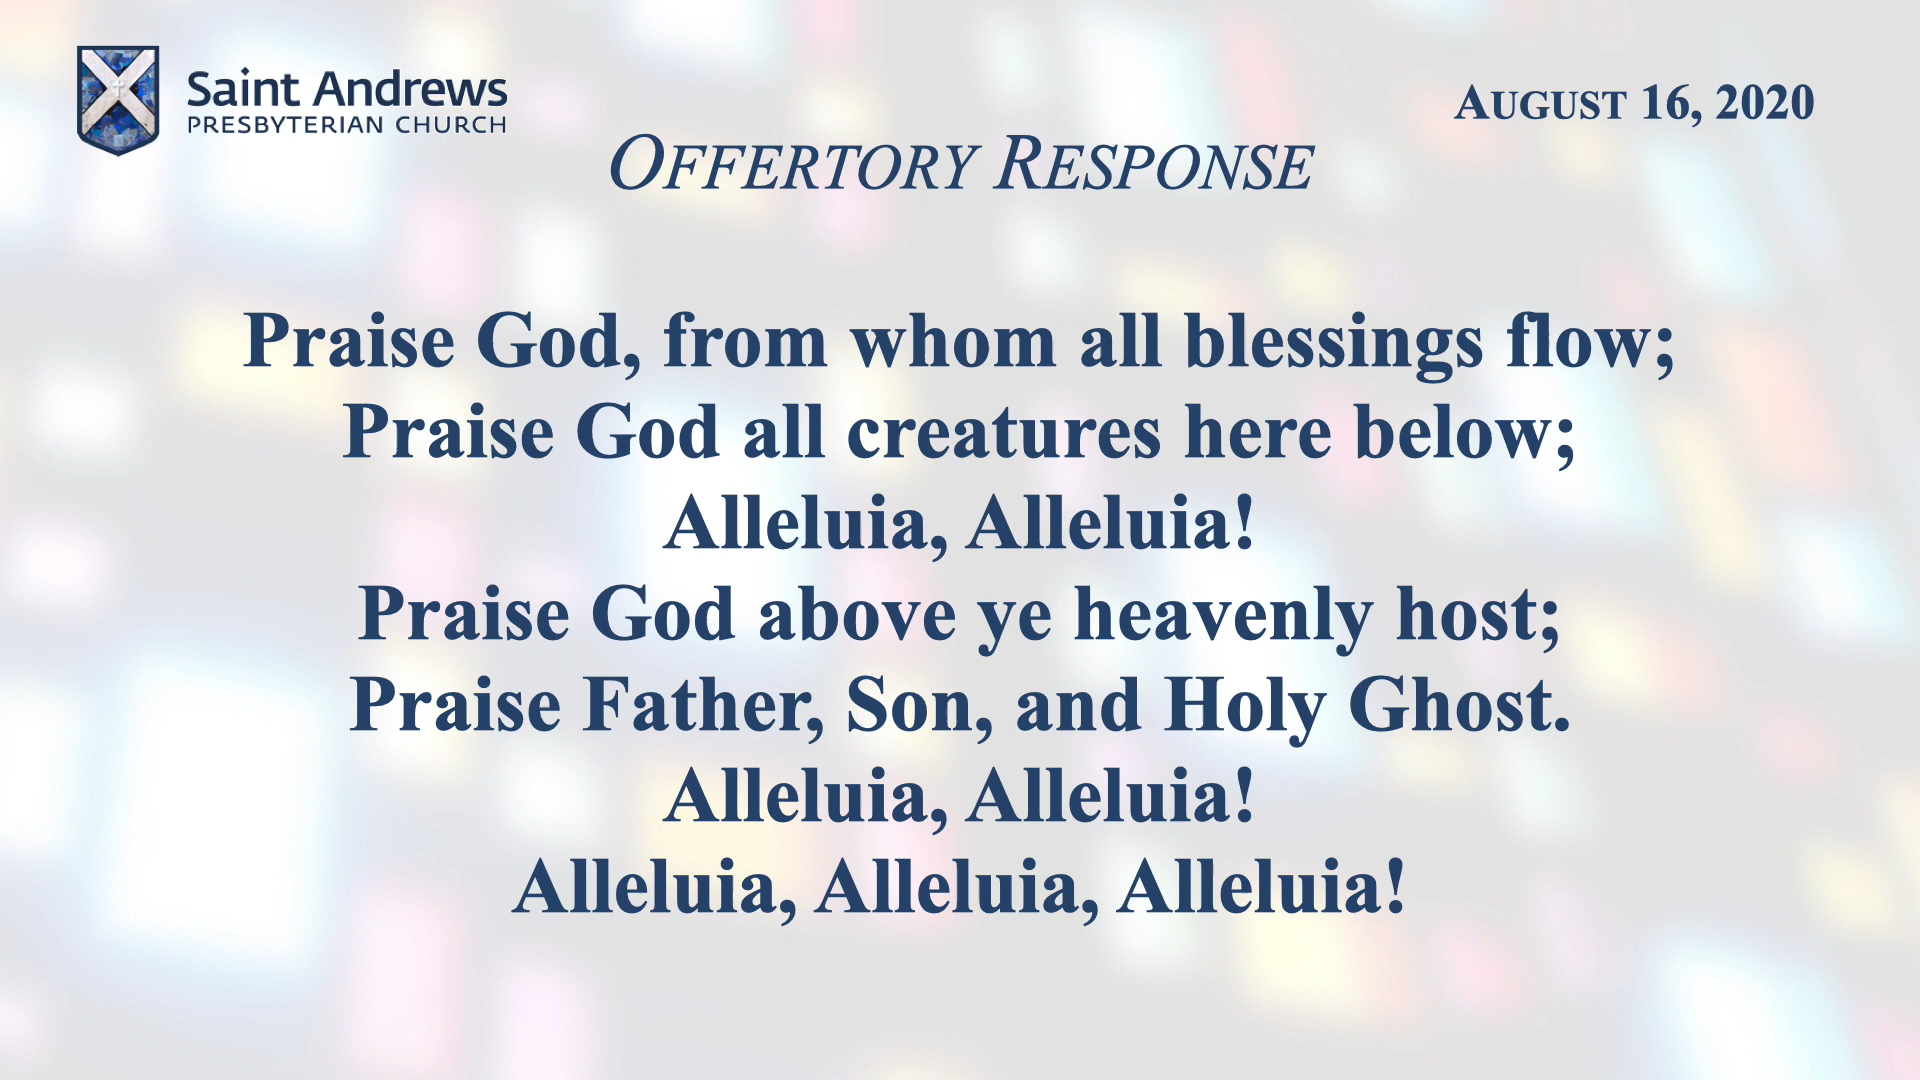 Saint Andrews
PRESBYTERIAN CHURCH
AUGUST 16, 2020
OFFERTORY RESPONSE
Praise God, from whom all blessings flow;
Praise God all creatures here below;
Alleluia, Alleluia!
Praise God above ye heavenly host;
Praise Father, Son, and Holy Ghost.
Alleluia, Alleluia!
Alleluia, Alleluia, Alleluia!